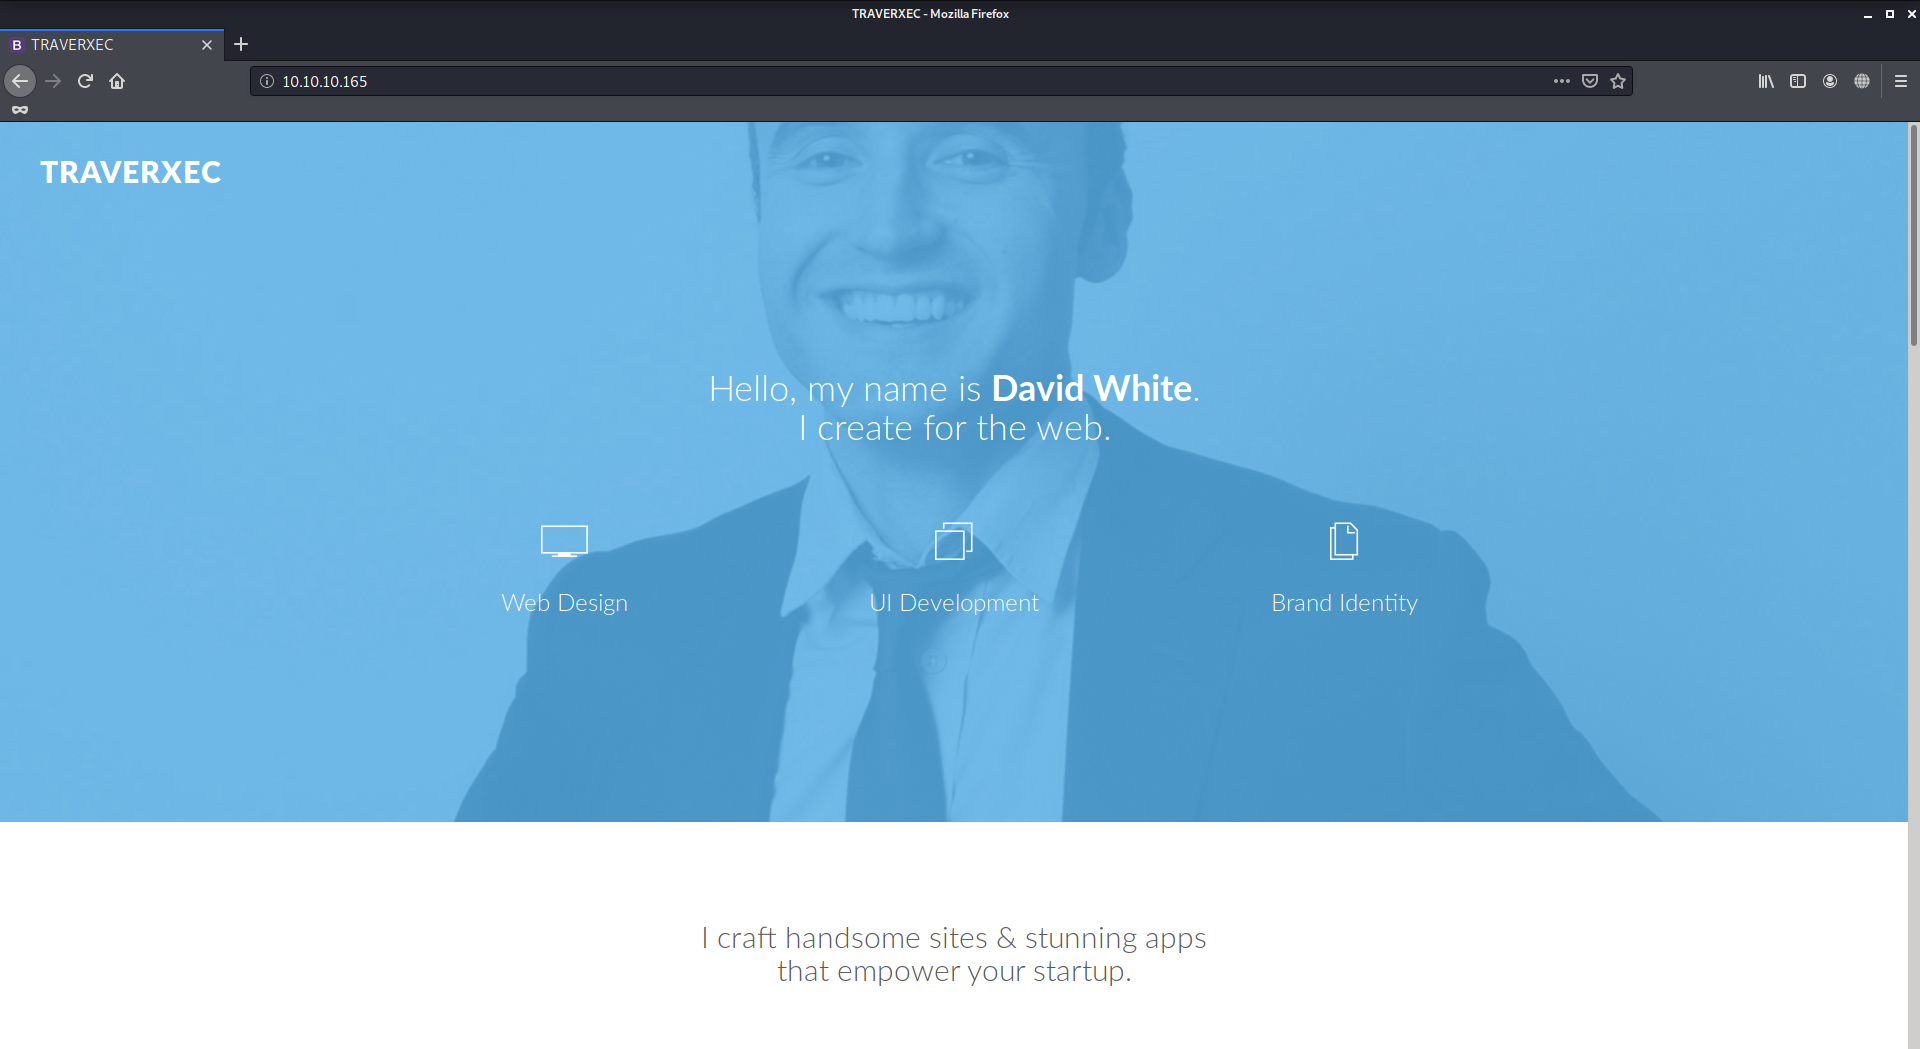 TRAVERXEC - Mozilla Firefox
B TRAVERXEC
10.10.10.165
TRAVERXEC
Hello, my name is David White.
I create for the web.
Web Design
UI Development
Brand Identity
I craft handsome sites & stunning apps
that empower your startup.